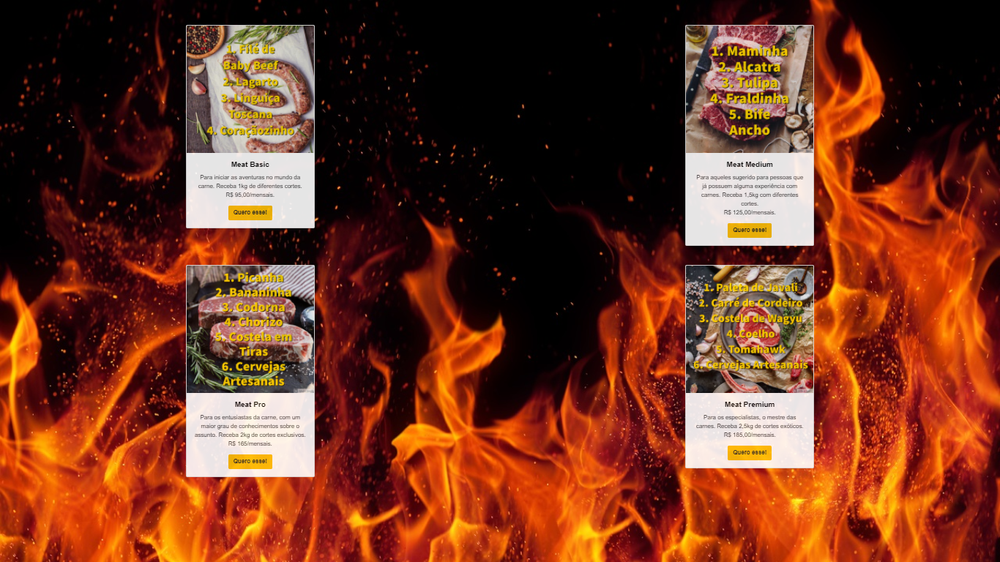 1. Filé de
Baby Beef
2. Lagarto
3. Linguiça
Toscana
4. Coraçãozinho
Meat Basic
Para iniciar as aventuras no mundo da
carne. Receba 1kg de diferentes cortes.
R$ 95,00/mensais.
Quero esse!
1. Maminha
2. Alcatra
3. Tulipa
4. Fraldinha
5. Bife
Ancho
Meat Medium
Para aqueles sugerido para pessoas que
já possuem alguma experiência com
carnes. Receba 1,5kg com diferentes
cortes.
R$ 125,00/mensais.
Quero esse!
1. Picanha
2. Bananinha
3. Codorna
4. Chorizo
5. Costela em
Tiras
6. Cervejas
Artesanais
Meat Pro
Para os entusiastas da carne, com um
maior grau de conhecimentos sobre o
assunto. Receba 2kg de cortes exclusivos.
R$ 165/mensais.
Quero esse!
1. Paleta de Javali
2. Carré de Cordeiro
3. Costela de Wagyu
4. Coelho
5. Tomahawk
6. Cervejas Artesanais
Meat Premium
Para os especialistas, o mestre das
carnes. Receba 2,5kg de cortes exóticos.
R$ 185,00/mensais.
Quero esse!